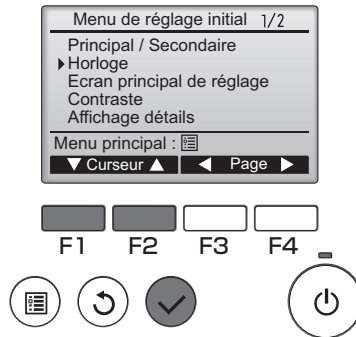 Menu de réglage initial 1/2
Principal / Secondaire
Horloge
Ecran principal de réglage
Contraste
Affichage détails
Menu principal :
▼ Curseur ▲ ◀ Page ▶
F1 F2 F3 F4